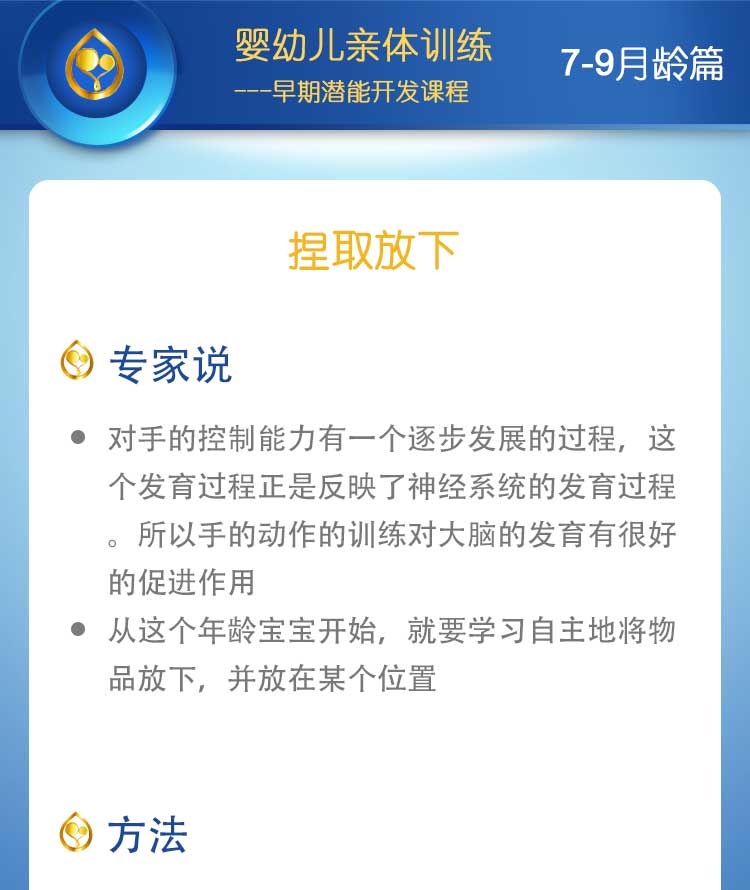 婴幼儿亲体训练
---早期潜能开发课程
7-9月龄篇
捏取放下
专家说
● 对手的控制能力有一个逐步发展的过程，这
个发育过程正是反映了神经系统的发育过程
。所以手的动作的训练对大脑的发育有很好
的促进作用
● 从这个年龄宝宝开始，就要学习自主地将物
品放下，并放在某个位置
方法